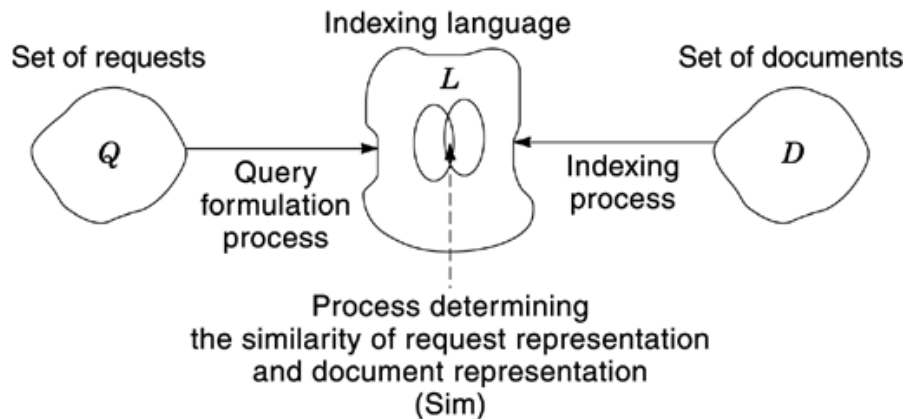 Indexing language
Set of requests
Set of documents
L
Q
D
Query
formulation
process
Indexing
process
Process determining
the similarity of request representation
and document representation
(Sim)